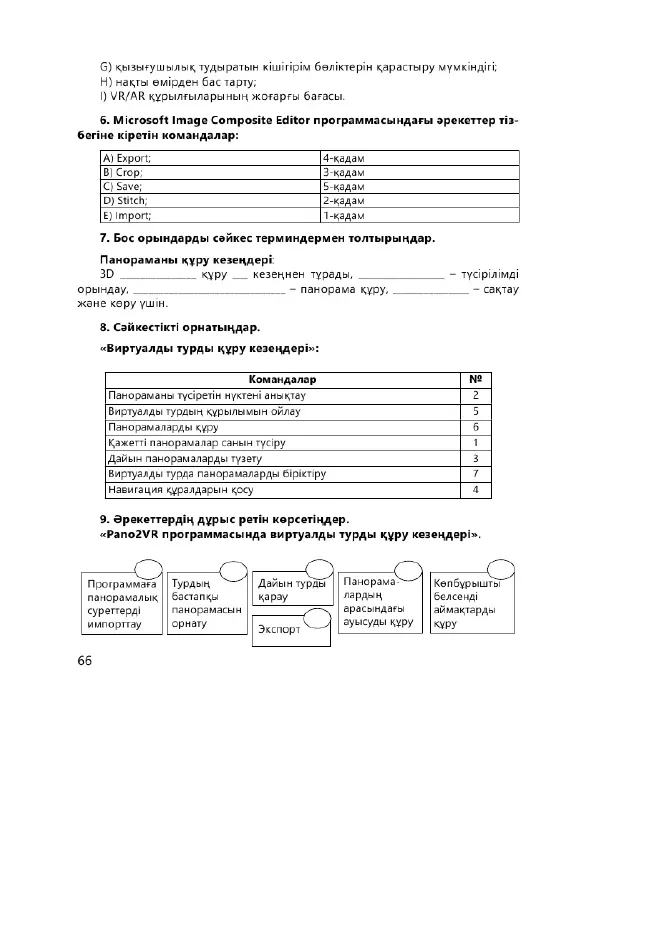 G) қызығушылық тудыратын кішігірім бөліктерін қарастыру мүмкіндігі;
H) нақты өмірден бас тарту;
I) VR/AR құрылғыларының жоғарғы бағасы.
6. Microsoft Image Composite Editor программасындағы әрекеттер тіз-
бегіне кіретін командалар:
A) Export; 4-қадам
B) Crop; 3-қадам
C) Save; 5-қадам
D) Stitch; 2-қадам
E) Import; 1-қадам
7. Бос орындарды сәйкес терминдермен толтырыңдар.
Панораманы құру кезеңдері:
3D ______________ құру ___ кезеңнен тұрады, ________________ – түсірілімді
орындау, ____________________________ – панорама құру, ______________ – сақтау
және көру үшін.
8. Сәйкестікті орнатыңдар.
«Виртуалды турды құру кезеңдері»:
Командалар №
Панораманы түсіретін нүктені анықтау 2
Виртуалды турдың құрылымын ойлау 5
Панорамаларды құру 6
Қажетті панорамалар санын түсіру 1
Дайын панорамаларды түзету 3
Виртуалды турда панорамаларды біріктіру 7
Навигация құралдарын қосу 4
9. Әрекеттердің дұрыс ретін көрсетіңдер.
«Pano2VR программасында виртуалды турды құру кезеңдері».
Программаға
панорамалық
суреттерді
импорттау
Турдың
бастапқы
панорамасын
орнату
Дайын турды
қарау
Экспорт
Панорама-
лардың
арасындағы
ауысуды құру
Көпбұрышты
белсенді
аймақтарды
құру
66